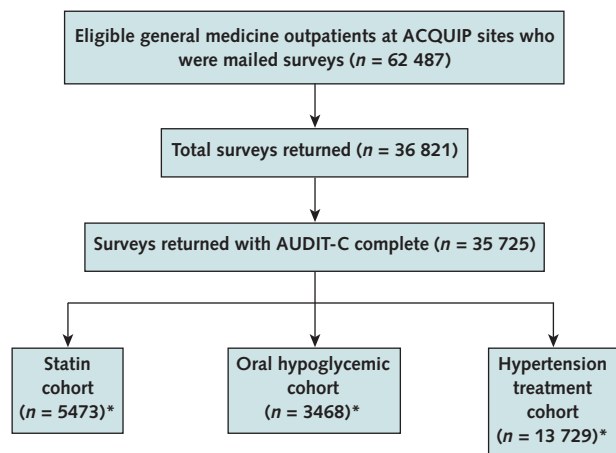 Eligible general medicine outpatients at ACQUIP sites who
were mailed surveys (n = 62 487)
Total surveys returned (n = 36 821)
Surveys returned with AUDIT-C complete (n = 35 725)
Statin
cohort
(n = 5473)*
Oral hypoglycemic
cohort
(n = 3468)*
Hypertension
treatment
cohort
(n = 13 729)*